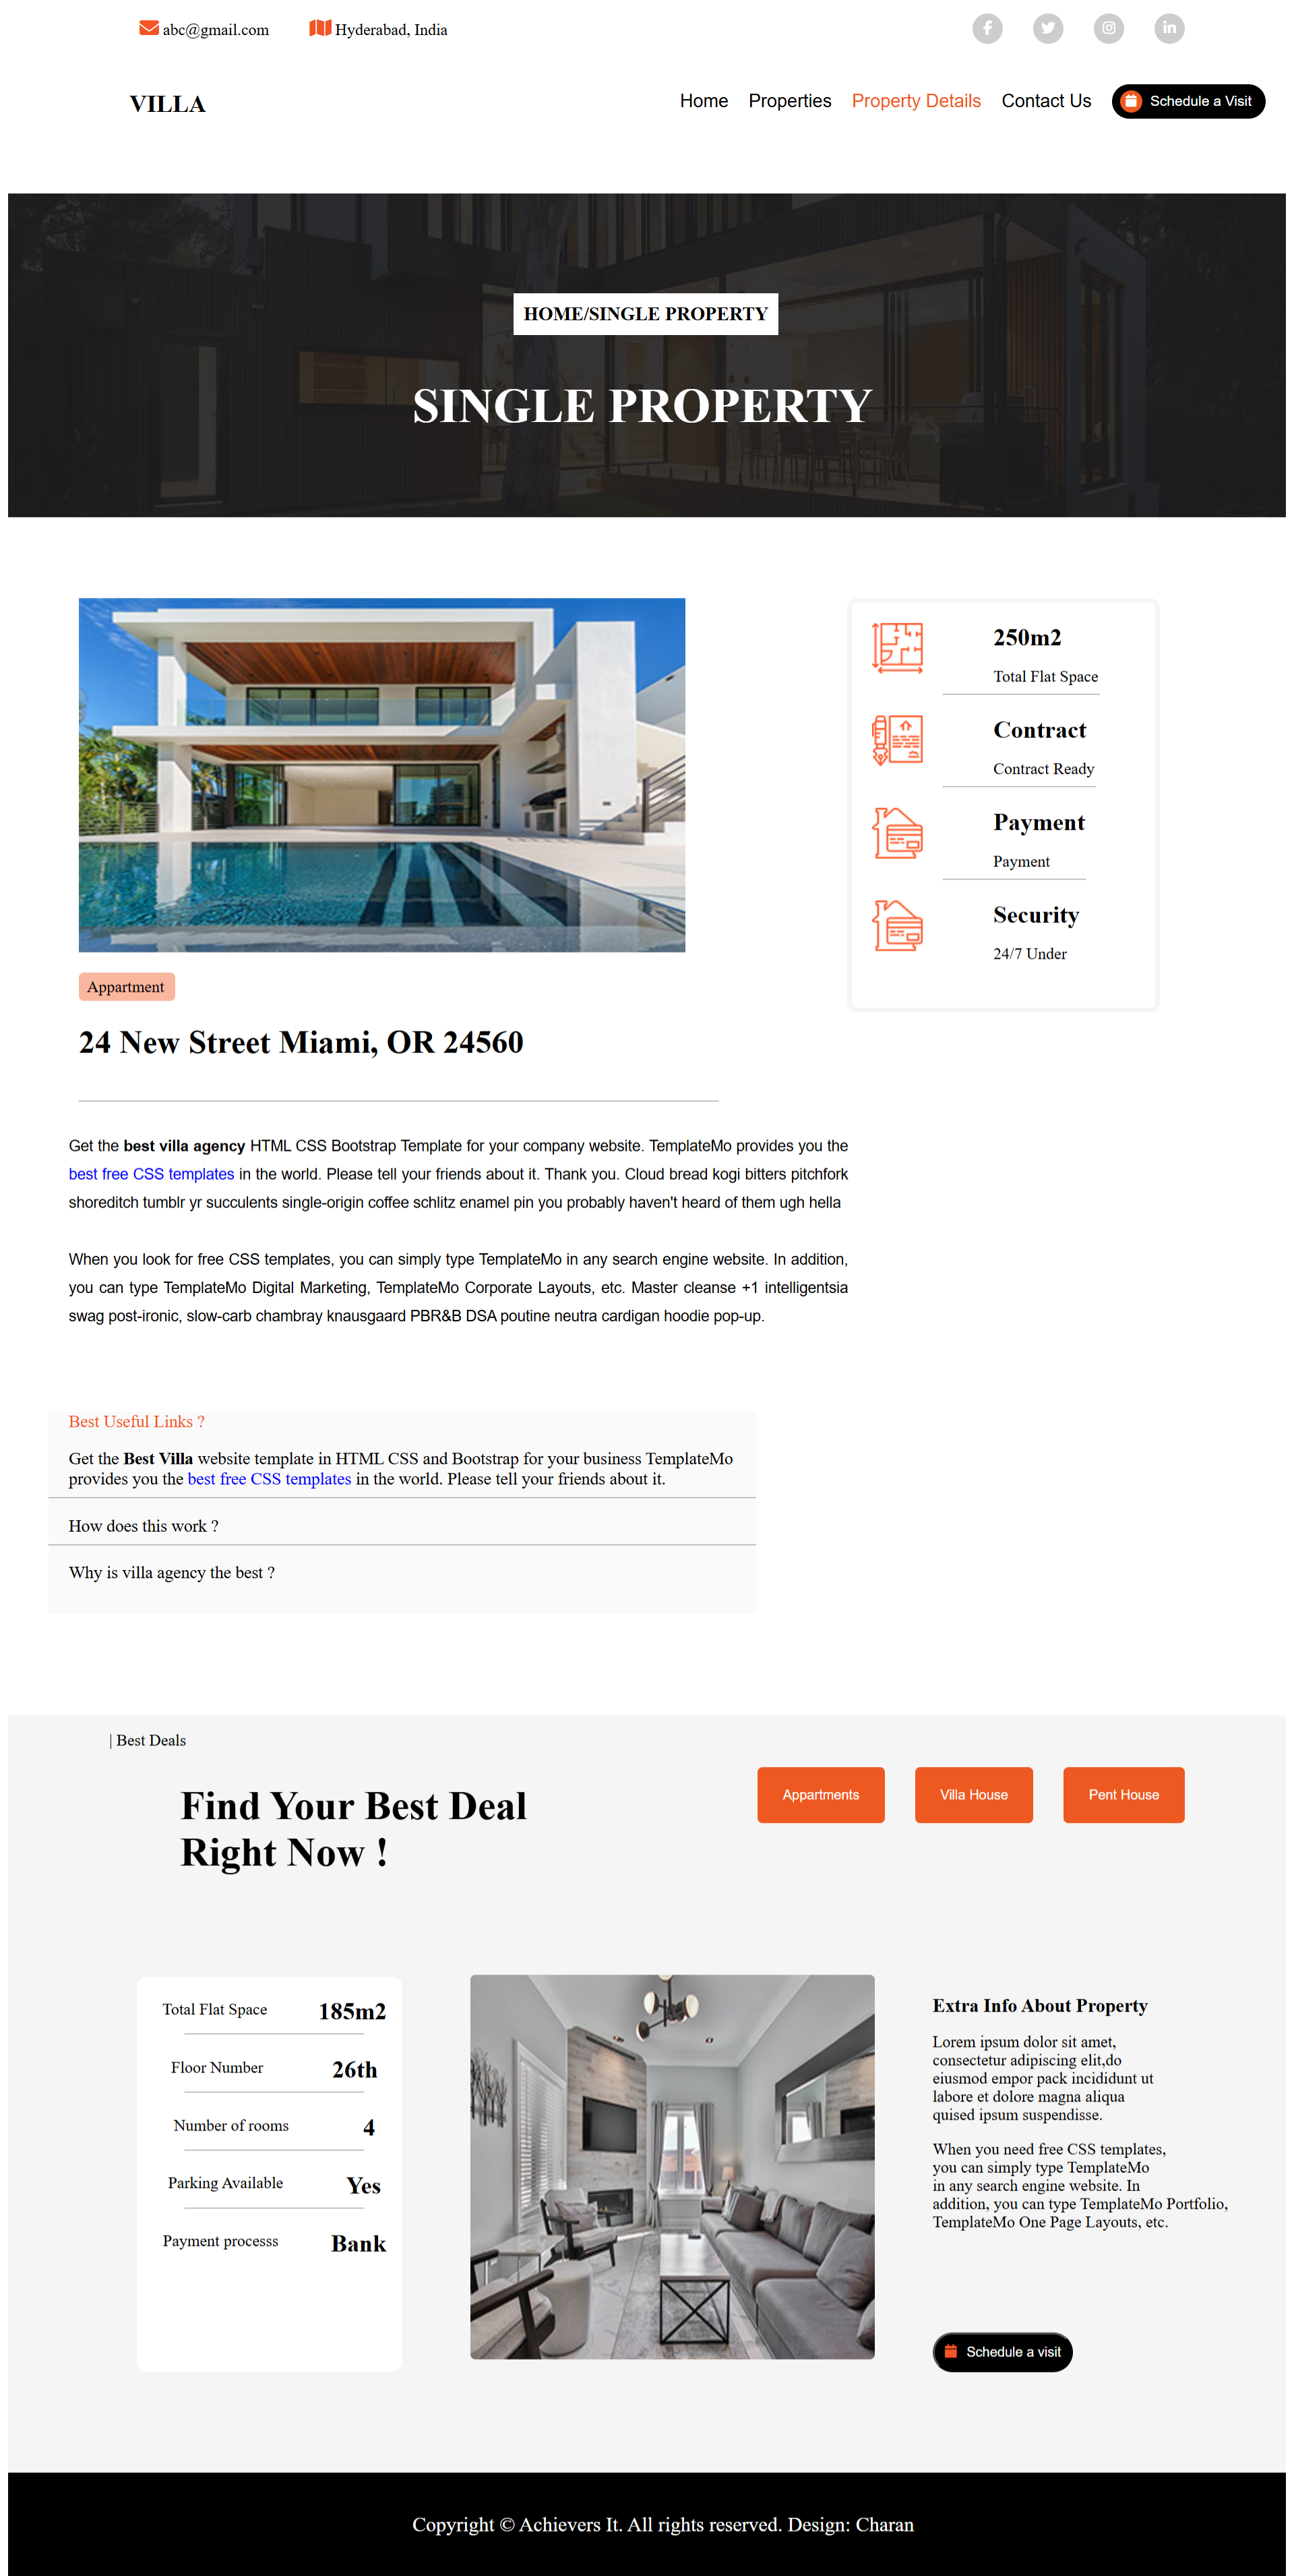 abc@gmail.com
Hyderabad, India
VILLA
Home
Properties
Property Details
Contact Us
Schedule a Visit
HOME/SINGLE PROPERTY
SINGLE PROPERTY
250m2
Total Flat Space
Contract
Contract Ready
Payment
Payment
Security
24/7 Under
Appartment
24 New Street Miami, OR 24560
Get the best villa agency HTML CSS Bootstrap Template for your company website. TemplateMo provides you the
best free CSS templates in the world. Please tell your friends about it. Thank you. Cloud bread kogi bitters pitchfork
shoreditch tumblr yr succulents single-origin coffee schlitz enamel pin you probably haven't heard of them ugh hella
When you look for free CSS templates, you can simply type TemplateMo in any search engine website. In addition,
you can type TemplateMo Digital Marketing, TemplateMo Corporate Layouts, etc. Master cleanse +1 intelligentsia
swag post-ironic, slow-carb chambray knausgaard PBR&B DSA poutine neutra cardigan hoodie pop-up.
Best Useful Links ?
Get the Best Villa website template in HTML CSS and Bootstrap for your business TemplateMo
provides you the best free CSS templates in the world. Please tell your friends about it.
How does this work ?
Why is villa agency the best ?
| Best Deals
Find Your Best Deal
Right Now !
Appartments
Villa House
Pent House
Total Flat Space 185m2
Floor Number 26th
Number of rooms 4
Parking Available Yes
Payment processs Bank
Extra Info About Property
Lorem ipsum dolor sit amet,
consectetur adipiscing elit,do
eiusmod empor pack incididunt ut
labore et dolore magna aliqua
quised ipsum suspendisse.
When you need free CSS templates,
you can simply type TemplateMo
in any search engine website. In
addition, you can type TemplateMo Portfolio,
TemplateMo One Page Layouts, etc.
Schedule a visit
Copyright © Achievers It. All rights reserved. Design: Charan